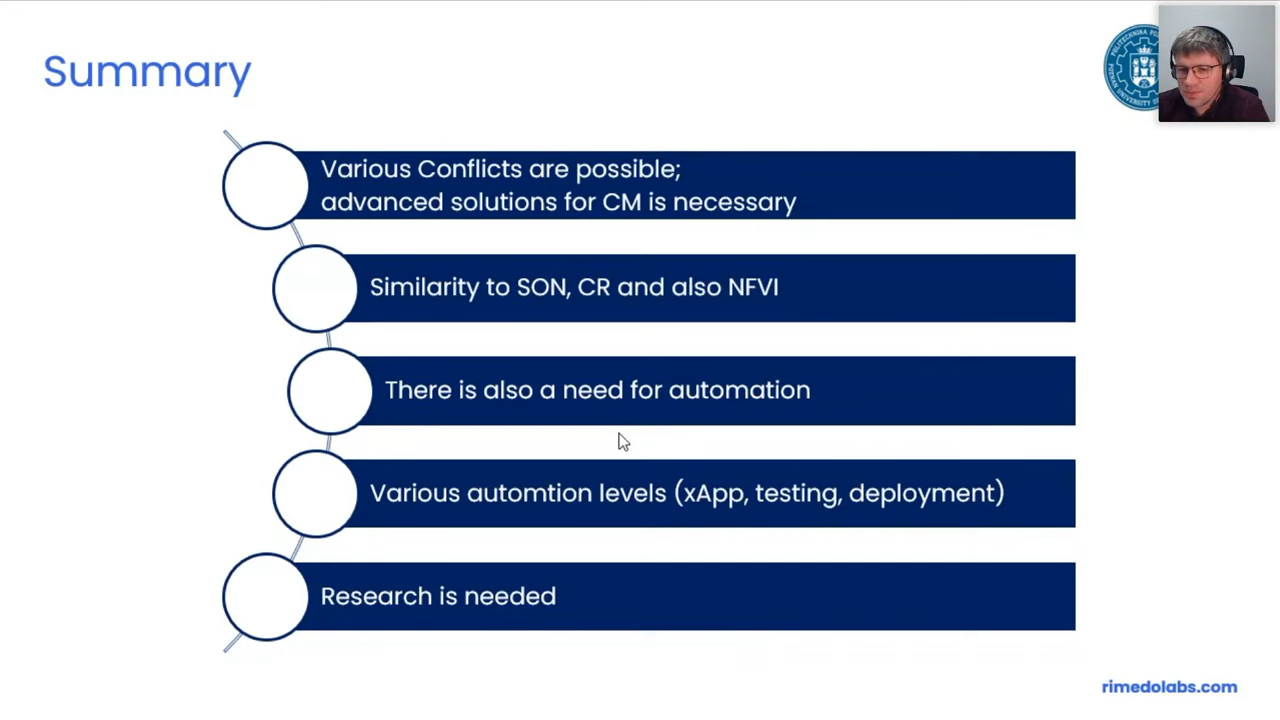 Summary
Various Conflicts are possible;
advanced solutions for CM is necessary
Similarity to SON, CR and also NFVI
There is also a need for automation
Various automtion levels (xApp, testing, deployment)
Research is needed
rimedolabs.com